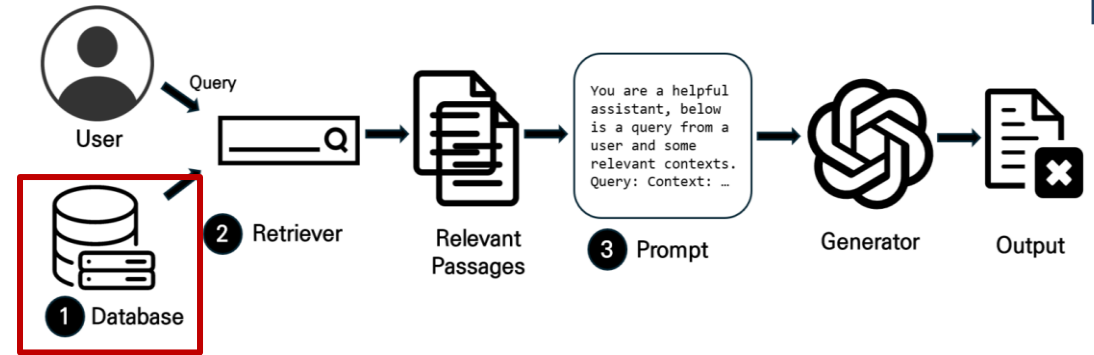 Query
User
You are a helpful
assistant, below
is a query from a
user and some
relevant contexts.
Query: Context: …
2 Retriever
Relevant
Passages
3 Prompt
Generator
Output
1 Database